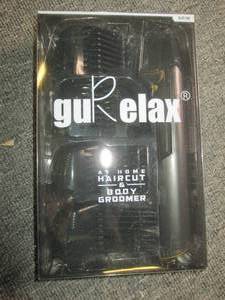 guRelax®
AT HOME
HAIRCUT
&
BODY
GROOMER